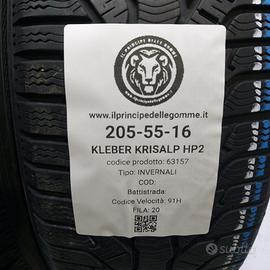 IL PRINCIPE DELLE GOMME
www.ilprincipedellegomme.it
205-55-16
KLEBER KRISALP HP2
codice prodotto: 63157
Tipo: INVERNALI
COD:
Battistrada:
Codice Velocità: 91H
FILA: 20
subito